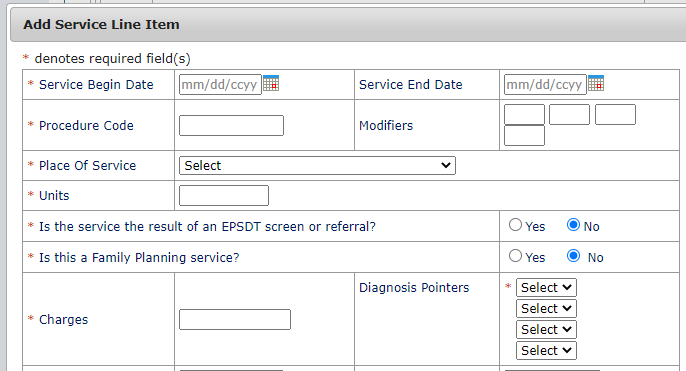 Add Service Line Item
* denotes required field(s)
* Service Begin Date mm/dd/ccyy Service End Date mm/dd/ccyy
* Procedure Code Modifiers
* Place Of Service Select
* Units
* Is the service the result of an EPSDT screen or referral? Yes No
* Is this a Family Planning service? Yes No
* Charges Diagnosis Pointers * Select
Select
Select
Select